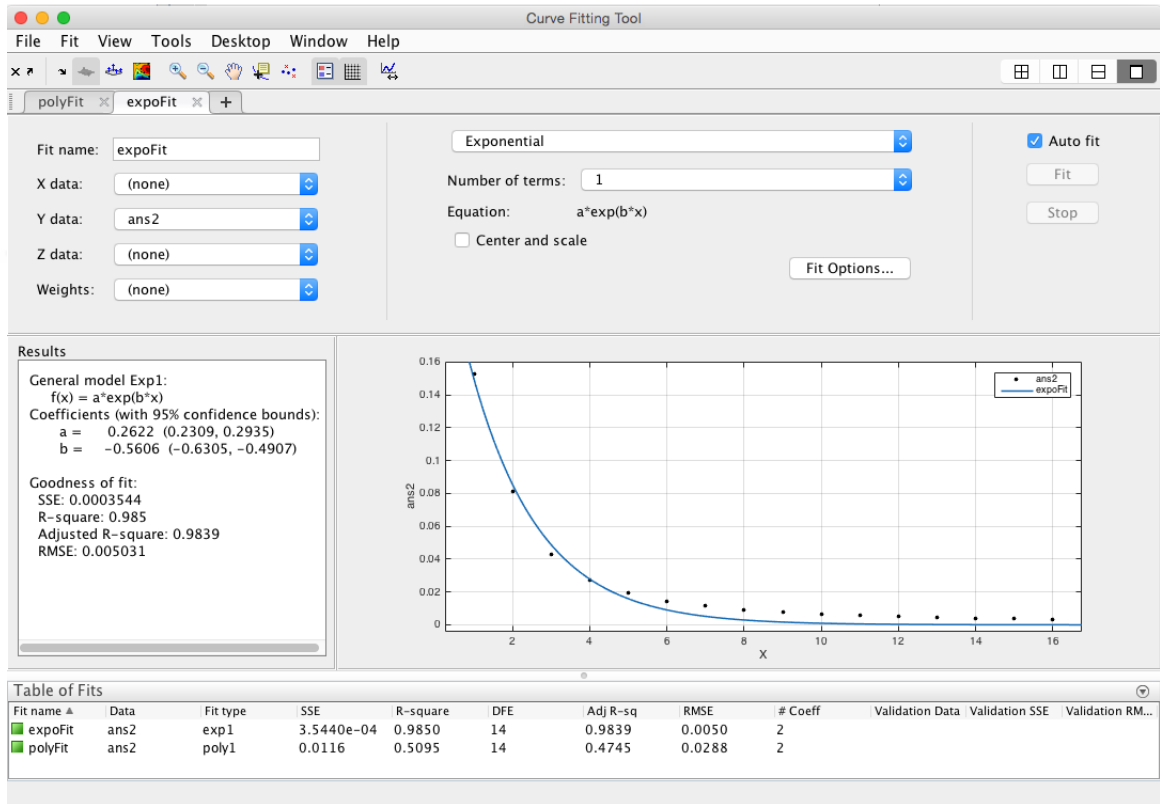 Curve Fitting Tool
File Fit View Tools Desktop Window Help
polyFit expoFit +
Fit name: expoFit
X data: (none)
Y data: ans2
Z data: (none)
Weights: (none)
Exponential
Number of terms: 1
Equation: a*exp(b*x)
Center and scale
Fit Options...
Auto fit
Fit
Stop
Results
General model Exp1:
f(x) = a*exp(b*x)
Coefficients (with 95% confidence bounds):
a = 0.2622 (0.2309, 0.2935)
b = -0.5606 (-0.6305, -0.4907)
Goodness of fit:
SSE: 0.0003544
R-square: 0.985
Adjusted R-square: 0.9839
RMSE: 0.005031
0.16
0.14
0.12
0.1
0.08
0.06
0.04
0.02
0
ans2
2 4 6 8 10 12 14 16
X
ans2
expoFit
Table of Fits
Fit name Data Fit type SSE R-square DFE Adj R-sq RMSE # Coeff Validation Data Validation SSE Validation RM...
expoFit ans2 exp1 3.5440e-04 0.9850 14 0.9839 0.0050 2
polyFit ans2 poly1 0.0116 0.5095 14 0.4745 0.0288 2